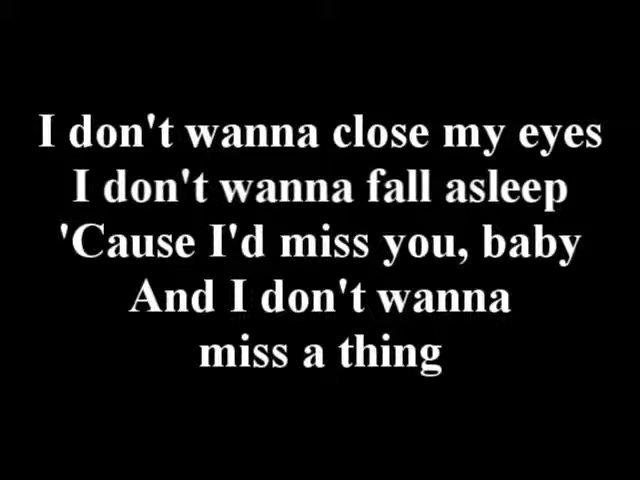 I don't wanna close my eyes
I don't wanna fall asleep
'Cause I'd miss you, baby
And I don't wanna
miss a thing